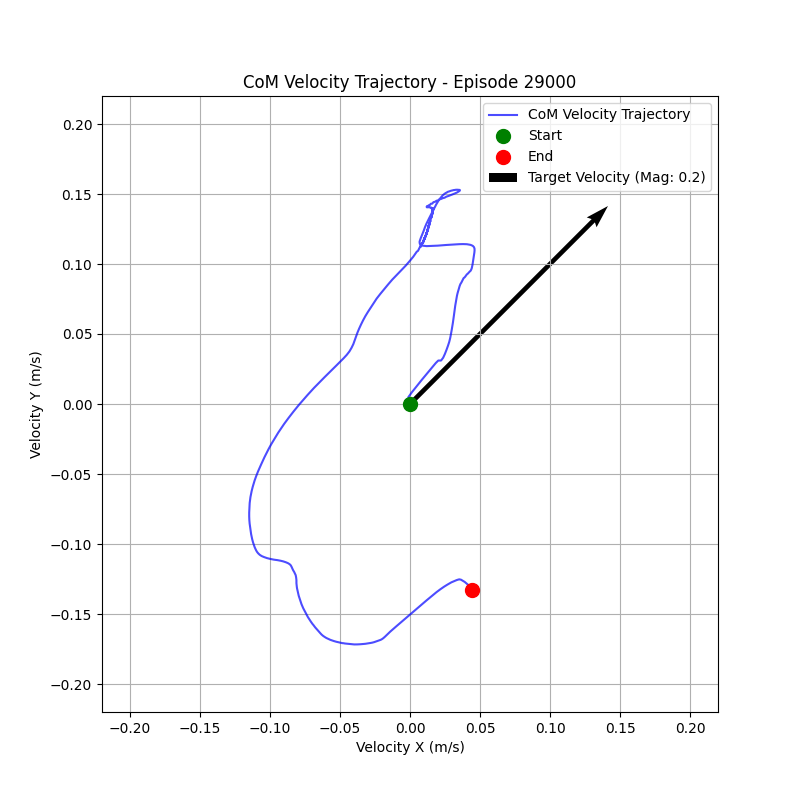 CoM Velocity Trajectory - Episode 29000
CoM Velocity Trajectory
Start
End
Target Velocity (Mag: 0.2)
0.20
0.15
0.10
0.05
0.00
−0.05
−0.10
−0.15
−0.20
Velocity Y (m/s)
−0.20 −0.15 −0.10 −0.05 0.00 0.05 0.10 0.15 0.20
Velocity X (m/s)